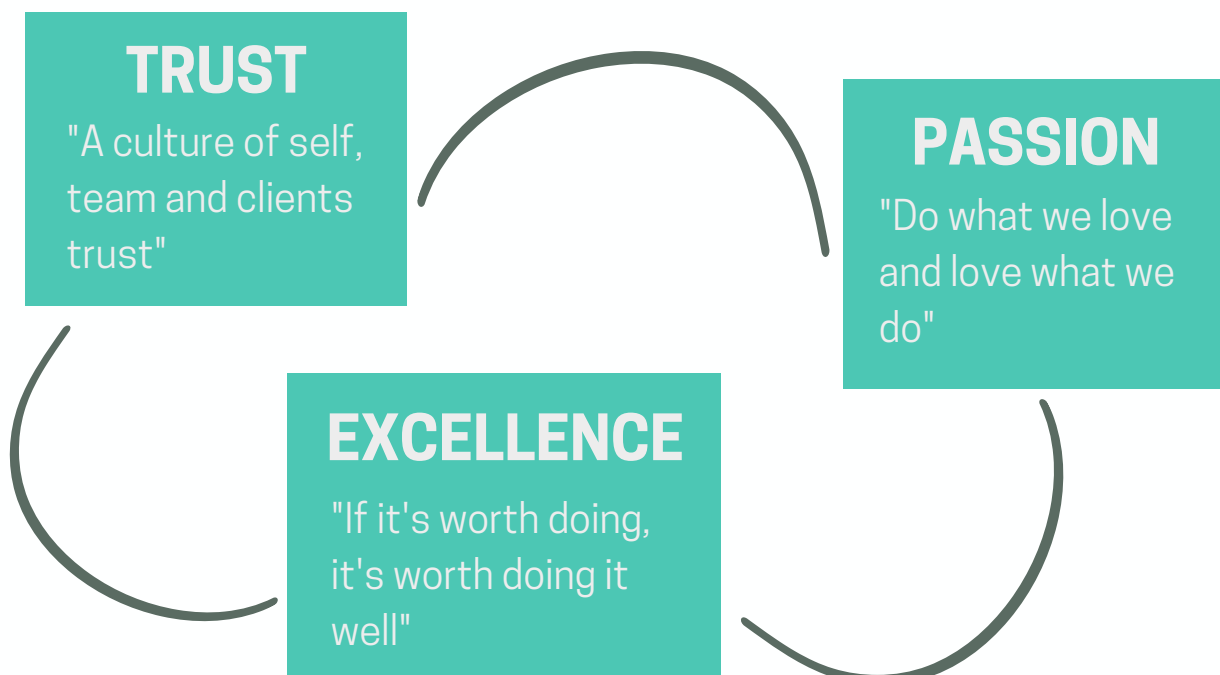 TRUST
"A culture of self,
team and clients
trust"
PASSION
"Do what we love
and love what we
do"
EXCELLENCE
"If it's worth doing,
it's worth doing it
well"